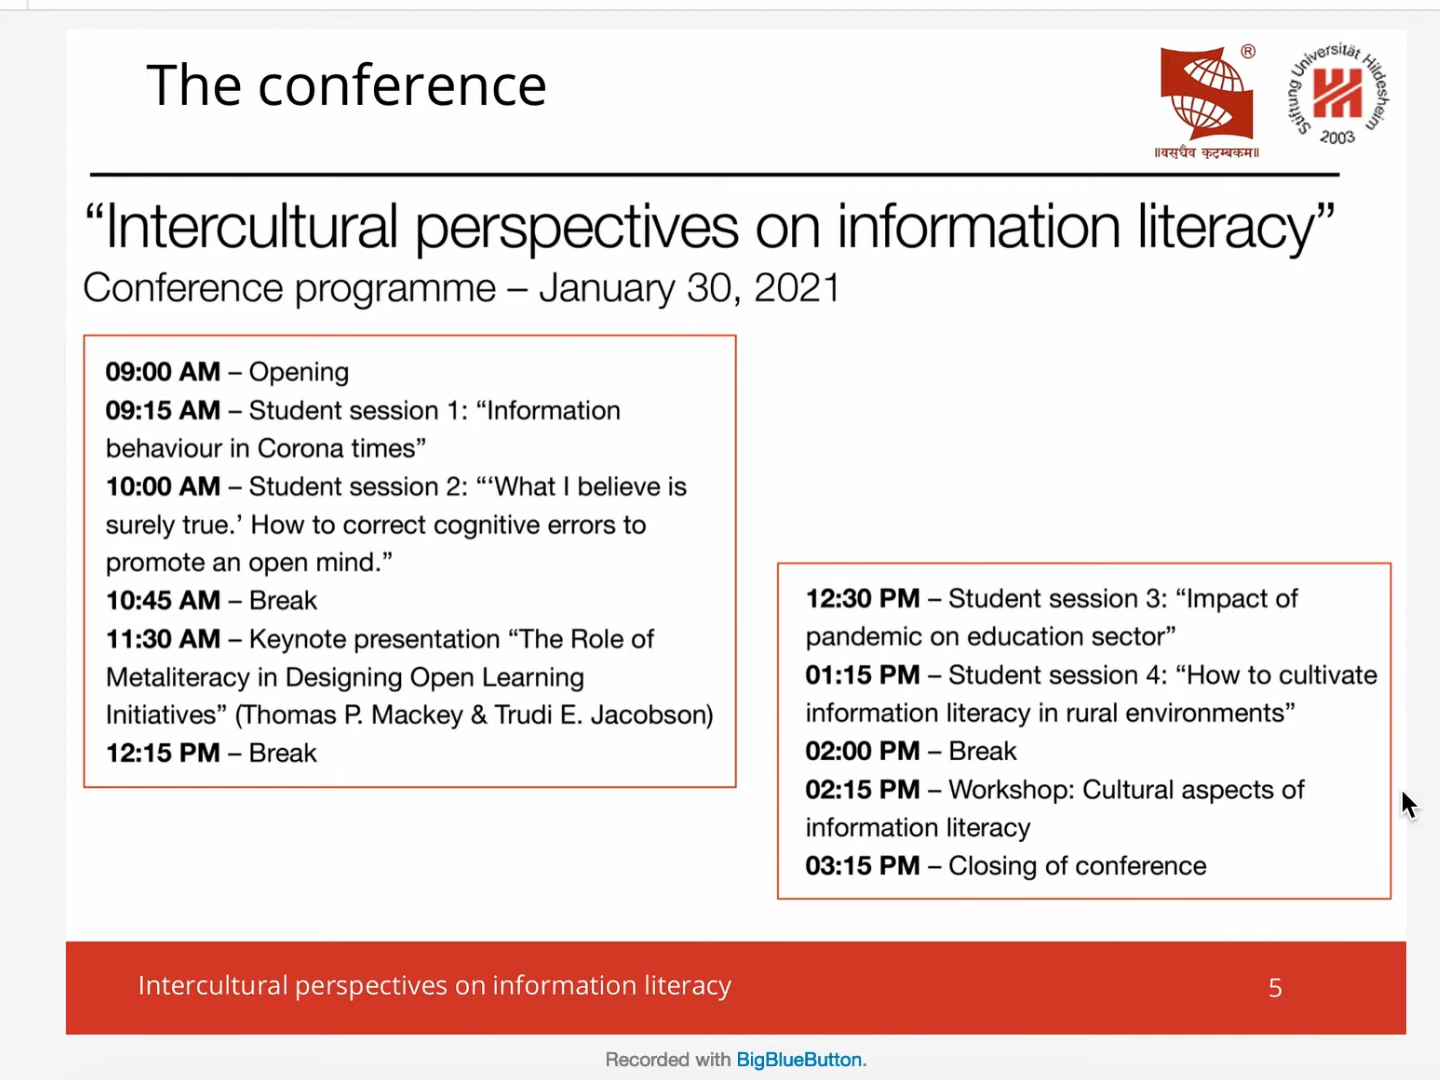 The conference
®
॥वसुधैव कुटुम्बकम्॥
Stiftung Universität Hildesheim
2003
“Intercultural perspectives on information literacy”
Conference programme – January 30, 2021
09:00 AM – Opening
09:15 AM – Student session 1: “Information
behaviour in Corona times”
10:00 AM – Student session 2: “‘What I believe is
surely true.’ How to correct cognitive errors to
promote an open mind.”
10:45 AM – Break
11:30 AM – Keynote presentation “The Role of
Metaliteracy in Designing Open Learning
Initiatives” (Thomas P. Mackey & Trudi E. Jacobson)
12:15 PM – Break
12:30 PM – Student session 3: “Impact of
pandemic on education sector”
01:15 PM – Student session 4: “How to cultivate
information literacy in rural environments”
02:00 PM – Break
02:15 PM – Workshop: Cultural aspects of
information literacy
03:15 PM – Closing of conference
Intercultural perspectives on information literacy
5
Recorded with BigBlueButton.